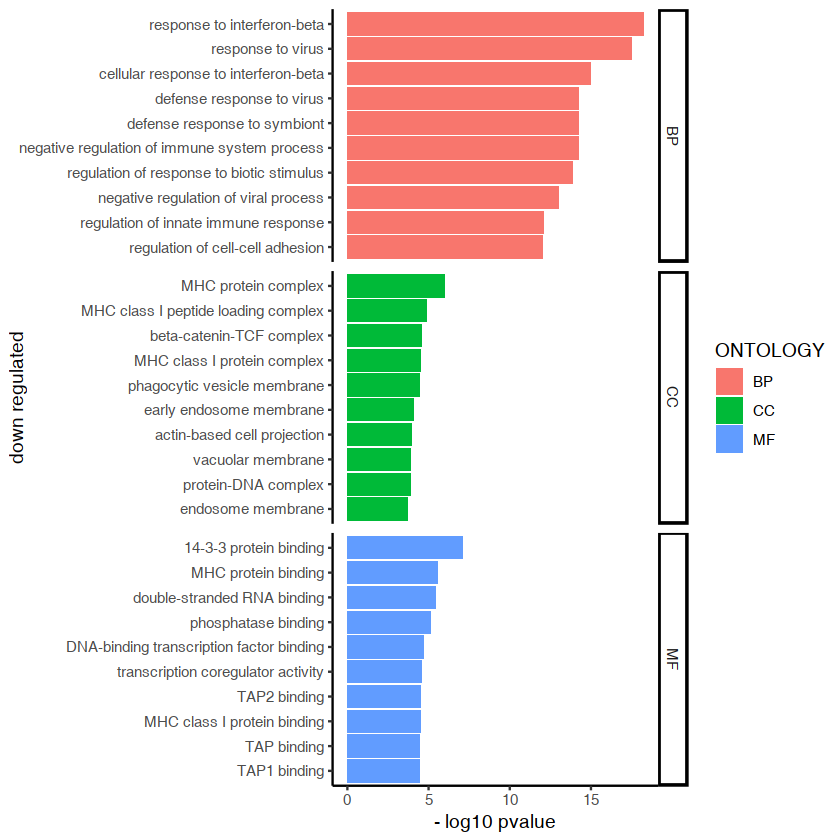 response to interferon-beta
response to virus
cellular response to interferon-beta
defense response to virus
defense response to symbiont
negative regulation of immune system process
regulation of response to biotic stimulus
negative regulation of viral process
regulation of innate immune response
regulation of cell-cell adhesion
BP
MHC protein complex
MHC class I peptide loading complex
beta-catenin-TCF complex
MHC class I protein complex
phagocytic vesicle membrane
early endosome membrane
actin-based cell projection
vacuolar membrane
protein-DNA complex
endosome membrane
CC
14-3-3 protein binding
MHC protein binding
double-stranded RNA binding
phosphatase binding
DNA-binding transcription factor binding
transcription coregulator activity
TAP2 binding
MHC class I protein binding
TAP binding
TAP1 binding
MF
down regulated
0 5 10 15
- log10 pvalue
ONTOLOGY
BP
CC
MF